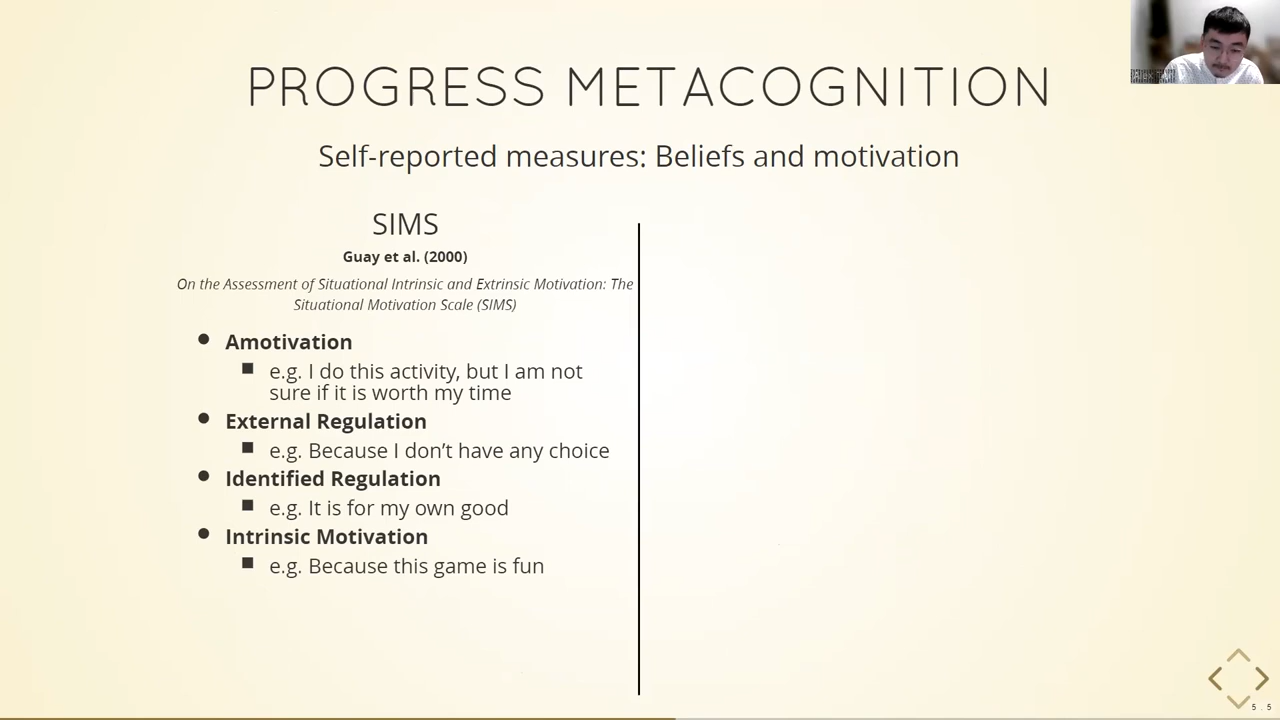 PROGRESS METACOGNITION
Self-reported measures: Beliefs and motivation
SIMS
Guay et al. (2000)
On the Assessment of Situational Intrinsic and Extrinsic Motivation: The
Situational Motivation Scale (SIMS)
Amotivation
e.g. I do this activity, but I am not
sure if it is worth my time
External Regulation
e.g. Because I don’t have any choice
Identified Regulation
e.g. It is for my own good
Intrinsic Motivation
e.g. Because this game is fun
5.5